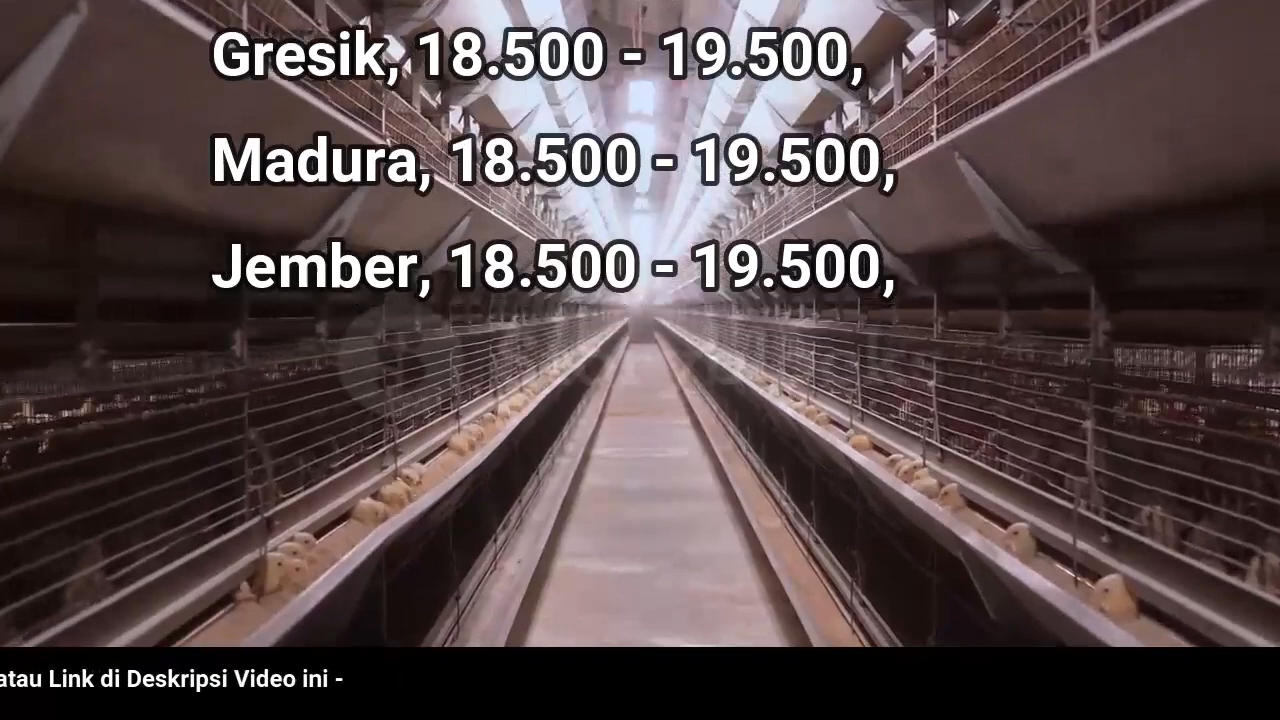 Gresik, 18.500 - 19.500,
Madura, 18.500 - 19.500,
Jember, 18.500 - 19.500,
atau Link di Deskripsi Video ini -